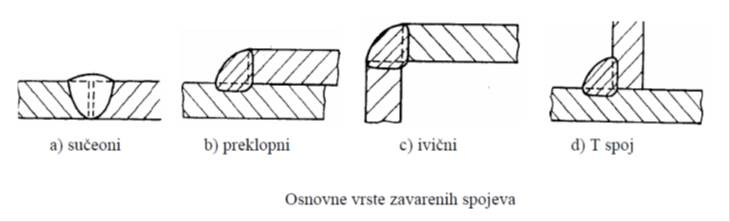 a) sučeoni
b) preklopni
c) ivični
d) T spoj
Osnovne vrste zavarenih spojeva